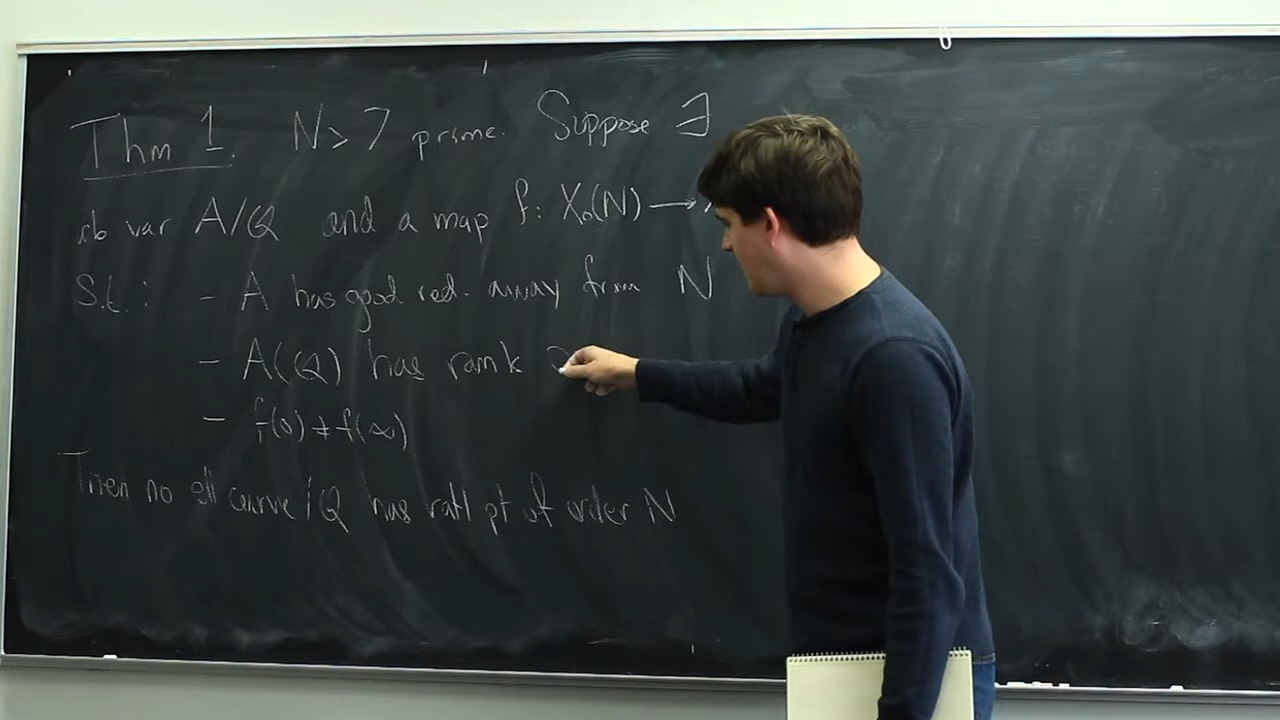 Thm 1. N > 7 prime. Suppose ∃
ab var A/Q and a map f: X₀(N) →
s.t.: - A has good red. away from N
- A(Q) has rank 0
- f(0) ≠ f(∞)
Then no ell curve /Q has ratl pt of order N